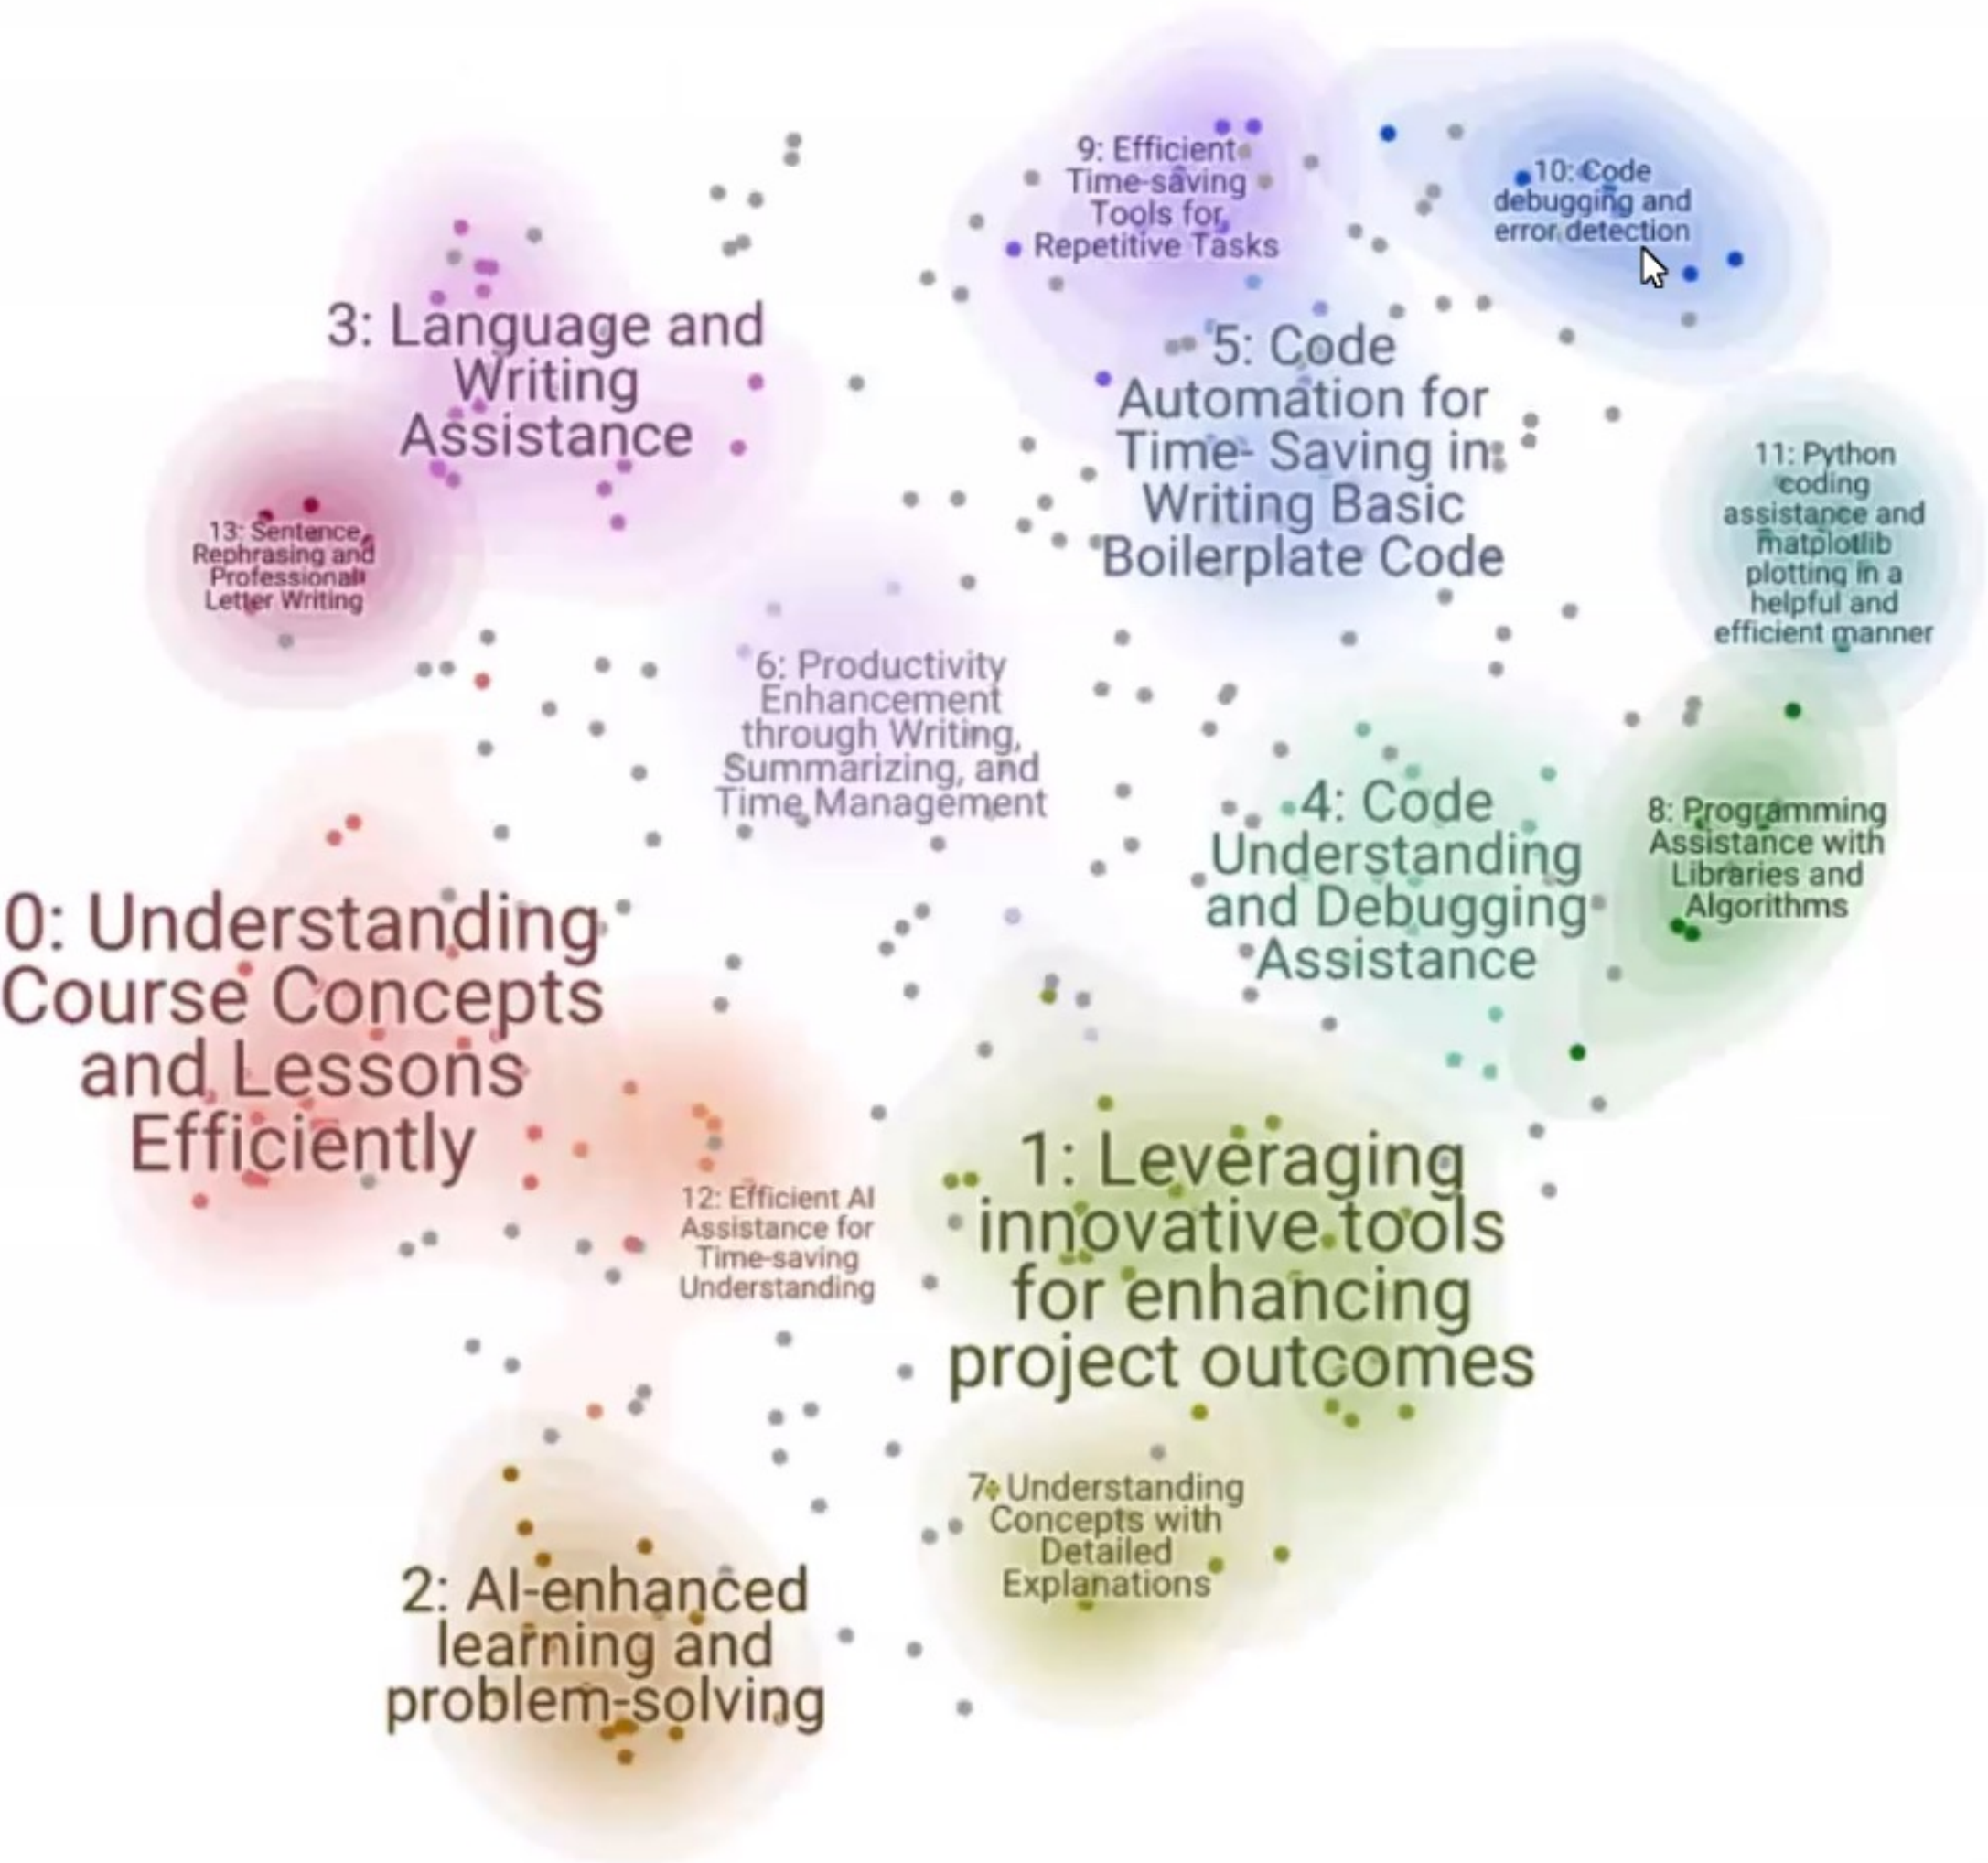 9: Efficient
Time-saving
Tools for
Repetitive Tasks
10: Code
debugging and
error detection
3: Language and
Writing
Assistance
5: Code
Automation for
Time- Saving in
Writing Basic
Boilerplate Code
11: Python
coding
assistance and
matplotlib
plotting in a
helpful and
efficient manner
13: Sentence
Rephrasing and
Professional
Letter Writing
6: Productivity
Enhancement
through Writing,
Summarizing, and
Time Management
4: Code
Understanding
and Debugging
Assistance
8: Programming
Assistance with
Libraries and
Algorithms
0: Understanding
Course Concepts
and Lessons
Efficiently
12: Efficient AI
Assistance for
Time-saving
Understanding
1: Leveraging
innovative tools
for enhancing
project outcomes
7: Understanding
Concepts with
Detailed
Explanations
2: AI-enhanced
learning and
problem-solving